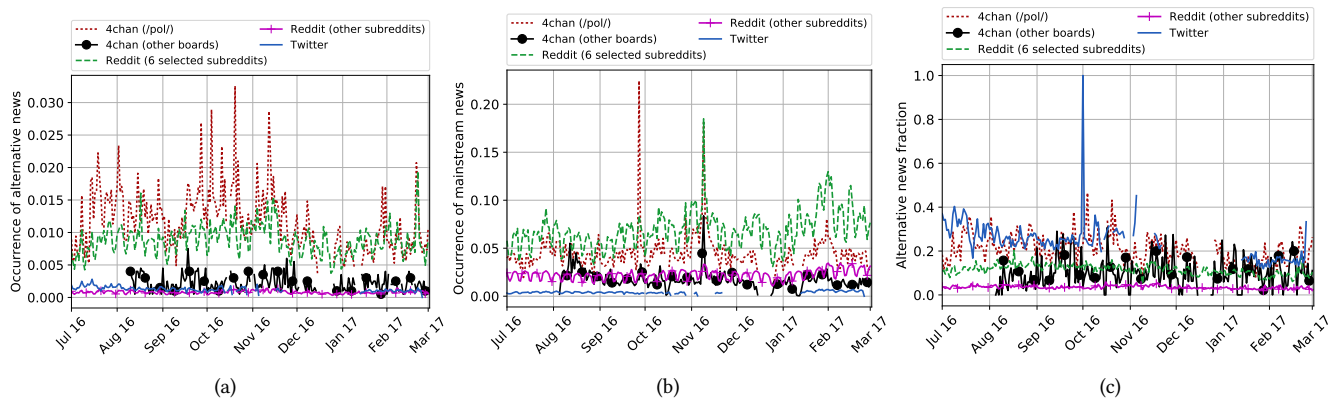 4chan (/pol/)
4chan (other boards)
Reddit (6 selected subreddits)
Reddit (other subreddits)
Twitter
Occurrence of alternative news
0.030
0.025
0.020
0.015
0.010
0.005
0.000
Jul 16
Aug 16
Sep 16
Oct 16
Nov 16
Dec 16
Jan 17
Feb 17
Mar 17
(a)
4chan (/pol/)
4chan (other boards)
Reddit (6 selected subreddits)
Reddit (other subreddits)
Twitter
Occurrence of mainstream news
0.20
0.15
0.10
0.05
0.00
Jul 16
Aug 16
Sep 16
Oct 16
Nov 16
Dec 16
Jan 17
Feb 17
Mar 17
(b)
4chan (/pol/)
4chan (other boards)
Reddit (6 selected subreddits)
Reddit (other subreddits)
Twitter
Alternative news fraction
1.0
0.8
0.6
0.4
0.2
0.0
Jul 16
Aug 16
Sep 16
Oct 16
Nov 16
Dec 16
Jan 17
Feb 17
Mar 17
(c)